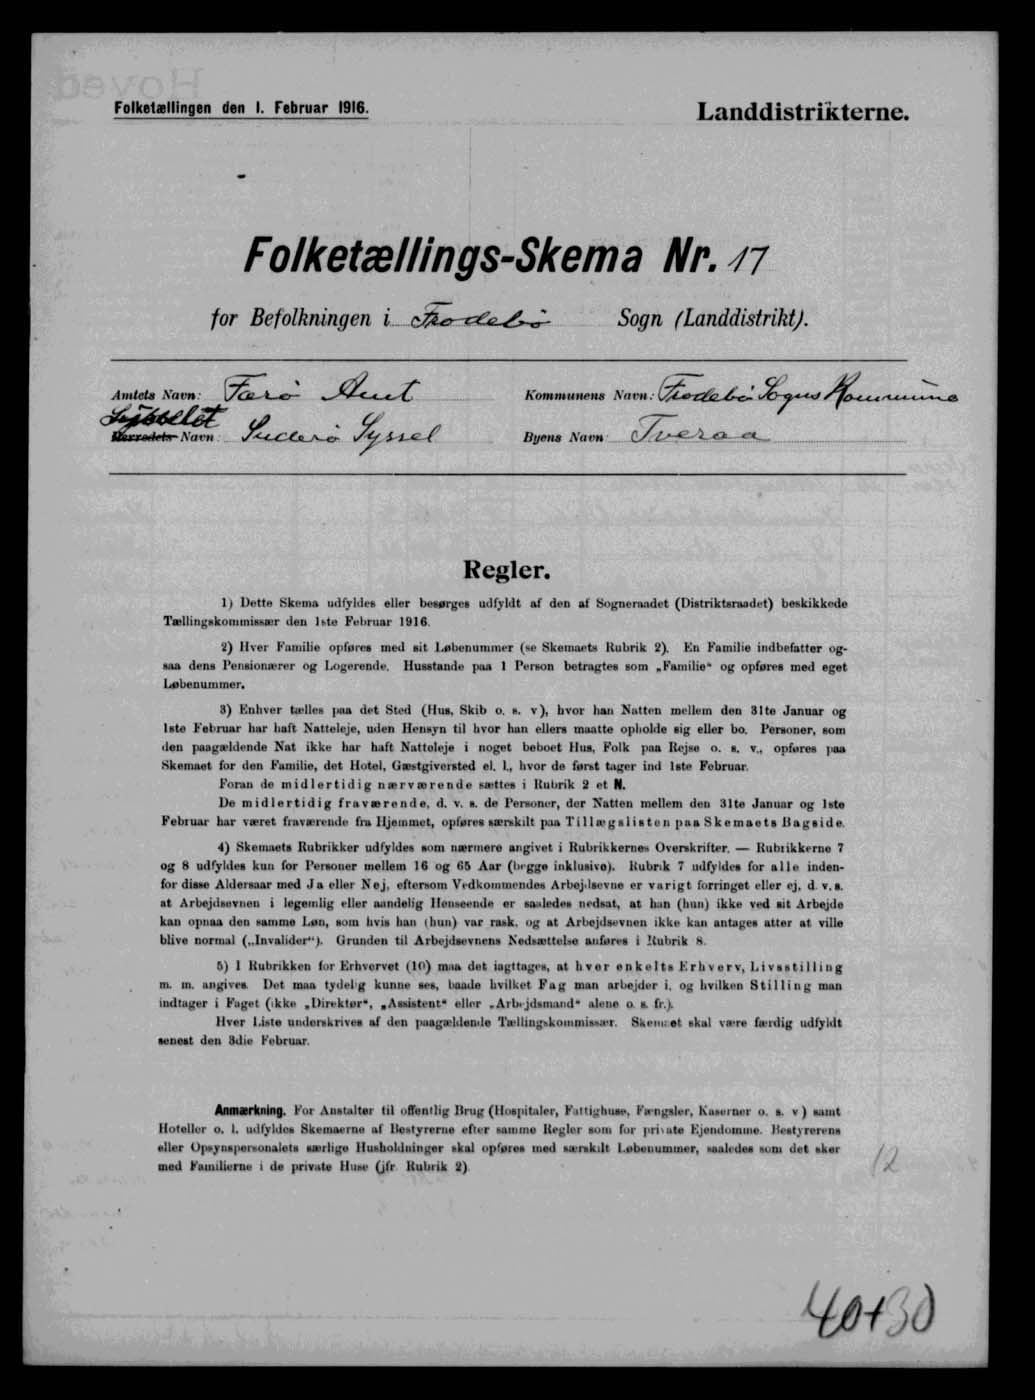 Folketællingen den 1. Februar 1916.
Landdistrikterne.
Folketællings-Skema Nr. 17
for Befolkningen i Frodebö Sogn (Landdistrikt).
Amtets Navn: Færö Amt
Kommunens Navn: Frodebö Sogns Kommune
Sysselet
Herredets Navn: Suderö Syssel
Byens Navn: Tveraa
Regler.
1) Dette Skema udfyldes eller besørges udfyldt af den af Sogneraadet (Distriktsraadet) beskikkede
Tællingskommissær den 1ste Februar 1916.
2) Hver Familie opføres med sit Løbenummer (se Skemaets Rubrik 2). En Familie indbefatter og-
saa dens Pensionærer og Logerende. Husstande paa 1 Person betragtes som „Familie“ og opføres med eget
Løbenummer.
3) Enhver tælles paa det Sted (Hus, Skib o. s. v), hvor han Natten mellem den 31te Januar og
1ste Februar har haft Natteleje, uden Hensyn til hvor han ellers maatte opholde sig eller bo. Personer, som
den paagældende Nat ikke har haft Natteleje i noget beboet Hus, Folk paa Rejse o. s. v., opføres paa
Skemaet for den Familie, det Hotel, Gæstgiversted el. l., hvor de først tager ind 1ste Februar.
Foran de midlertidig nærværende sættes i Rubrik 2 et N.
De midlertidig fraværende, d. v. s. de Personer, der Natten mellem den 31te Januar og 1ste
Februar har været fraværende fra Hjemmet, opføres særskilt paa Tillægslisten paa Skemaets Bagside.
4) Skemaets Rubrikker udfyldes som nærmere angivet i Rubrikkernes Overskrifter. — Rubrikkerne 7
og 8 udfyldes kun for Personer mellem 16 og 65 Aar (begge inklusive). Rubrik 7 udfyldes for alle inden-
for disse Aldersaar med Ja eller Nej, eftersom Vedkommendes Arbejdsevne er varigt forringet eller ej, d. v. s.
at Arbejdsevnen i legemlig eller aandelig Henseende er saaledes nedsat, at han (hun) ikke ved sit Arbejde
kan opnaa den samme Løn, som hvis han (hun) var rask, og at Arbejdsevnen ikke kan antages atter at ville
blive normal („Invalider“). Grunden til Arbejdsevnens Nedsættelse anføres i Rubrik 8.
5) I Rubrikken for Erhvervet (10) maa det iagttages, at hver enkelts Erhverv, Livsstilling
m. m. angives. Det maa tydelig kunne ses, baade hvilket Fag man arbejder i, og hvilken Stilling man
indtager i Faget (ikke „Direktør“, „Assistent“ eller „Arbejdsmand“ alene o. s. fr.).
Hver Liste underskrives af den paagældende Tællingskommissær. Skemaet skal være færdig udfyldt
senest den 3die Februar.
Anmærkning. For Anstalter til offentlig Brug (Hospitaler, Fattighuse, Fængsler, Kaserner o. s. v) samt
Hoteller o. l. udfyldes Skemaerne af Bestyrerne efter samme Regler som for private Ejendomme. Bestyrerens
eller Opsynspersonalets særlige Husholdninger skal opføres med særskilt Løbenummer, saaledes som det sker
med Familierne i de private Huse (jfr. Rubrik 2)
12
40+30